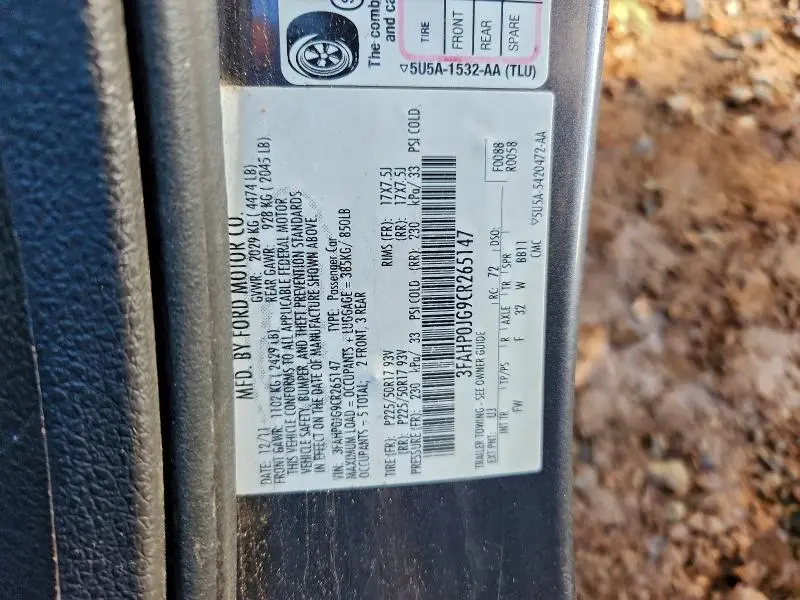 The comb
and ca
TIRE
FRONT
REAR
SPARE
▽5U5A-1532-AA (TLU)
MFD. BY FORD MOTOR CO.
DATE: 12/11 GVWR: 2029 KG ( 4474 LB)
FRONT GAWR: 1102 KG ( 2429 LB) REAR GAWR: 928 KG ( 2045 LB)
THIS VEHICLE CONFORMS TO ALL APPLICABLE FEDERAL MOTOR
VEHICLE SAFETY, BUMPER, AND THEFT PREVENTION STANDARDS
IN EFFECT ON THE DATE OF MANUFACTURE SHOWN ABOVE.
VIN: 3FAHP0JG9CR265147 TYPE: Passenger Car
MAXIMUM LOAD = OCCUPANTS + LUGGAGE = 385KG/ 850LB
OCCUPANTS = 5 TOTAL: 2 FRONT, 3 REAR
TIRE (FR): P225/50R17 93V RIMS (FR): 17X7.5J
(RR): P225/50R17 93V (RR): 17X7.5J
PRESSURE (FR): 230 kPa/ 33 PSI COLD (RR) 230 kPa/ 33 PSI COLD
3FAHP0JG9CR265147
F0088
R0058
TRAILER TOWING - SEE OWNER GUIDE
EXT PNT: UJ RC: 72 DSO:
INT TR TP/PS R AXLE TR SPR
FW F 32 W BB11
CMC ▽5U5A-5420472-AA